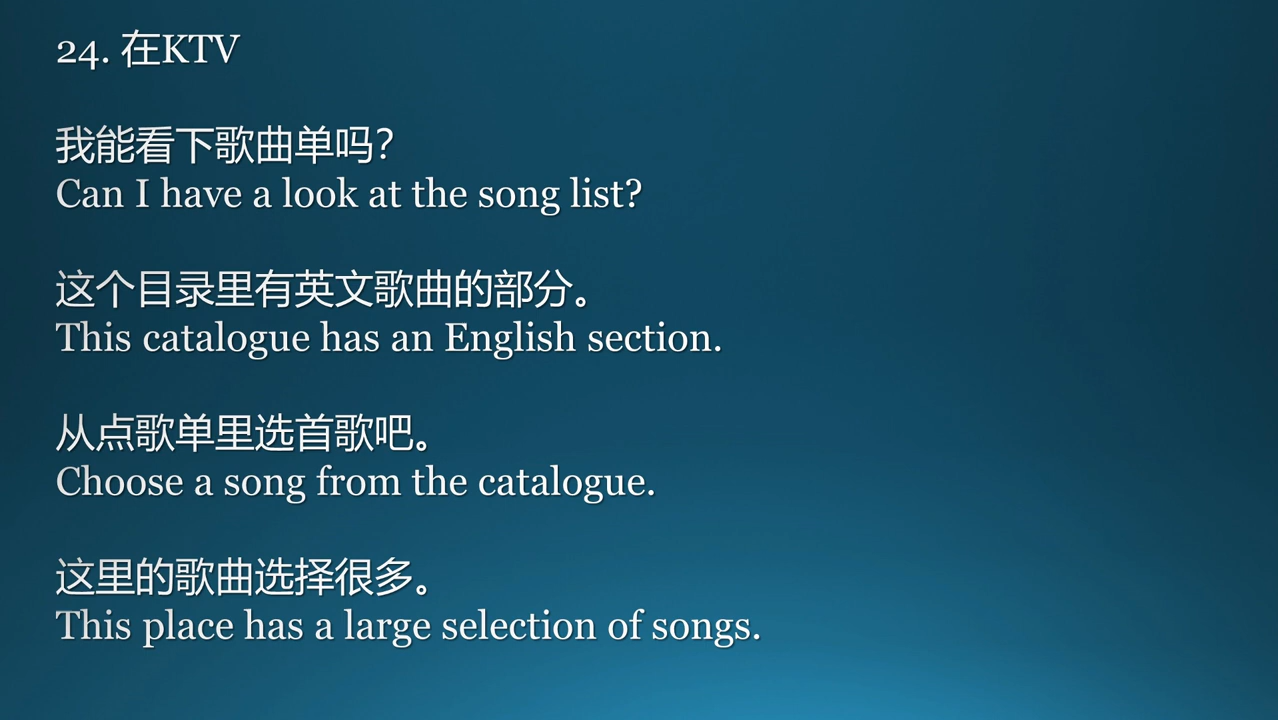 24. 在KTV
我能看下歌曲单吗?
Can I have a look at the song list?
这个目录里有英文歌曲的部分。
This catalogue has an English section.
从点歌单里选首歌吧。
Choose a song from the catalogue.
这里的歌曲选择很多。
This place has a large selection of songs.